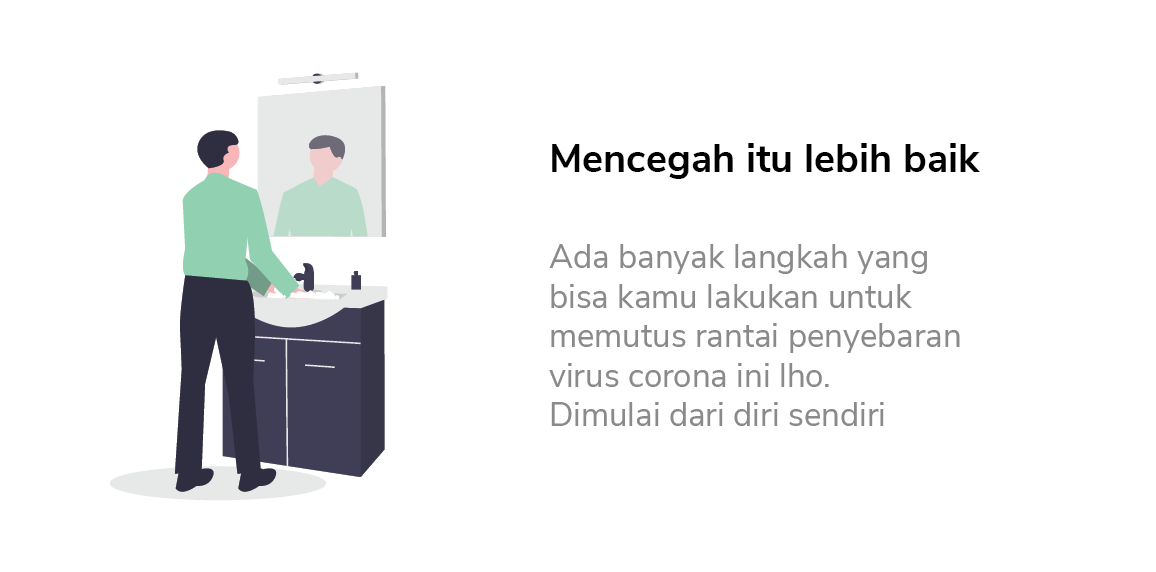 Mencegah itu lebih baik
Ada banyak langkah yang
bisa kamu lakukan untuk
memutus rantai penyebaran
virus corona ini lho.
Dimulai dari diri sendiri